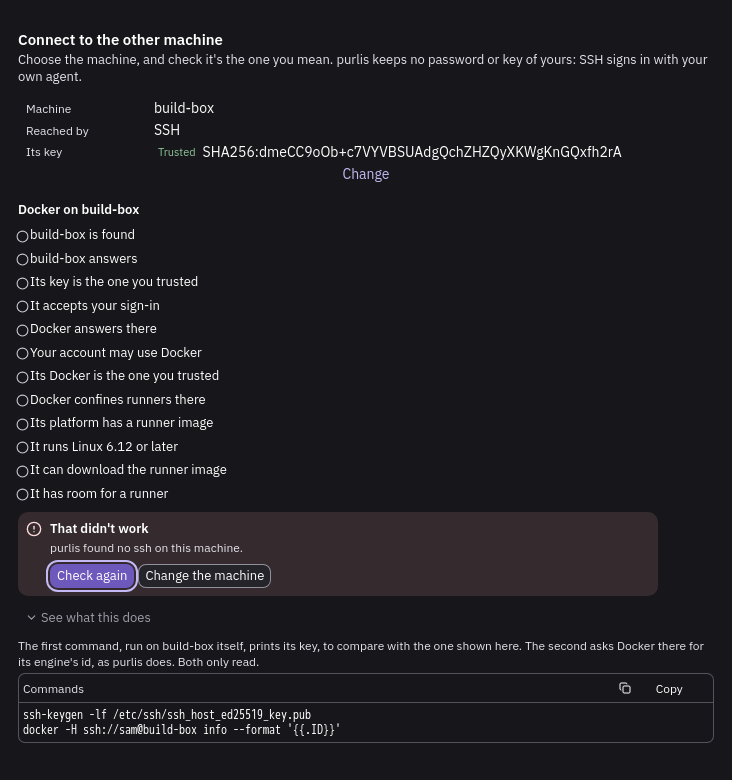 Connect to the other machine
Choose the machine, and check it's the one you mean. purlis keeps no password or key of yours: SSH signs in with your
own agent.
Machine build-box
Reached by SSH
Its key Trusted SHA256:dmeCC9oOb+c7VYVBSUAdgQchZHZQyXKWgKnGQxfh2rA
Change
Docker on build-box
build-box is found
build-box answers
Its key is the one you trusted
It accepts your sign-in
Docker answers there
Your account may use Docker
Its Docker is the one you trusted
Docker confines runners there
Its platform has a runner image
It runs Linux 6.12 or later
It can download the runner image
It has room for a runner
That didn't work
purlis found no ssh on this machine.
Check again Change the machine
See what this does
The first command, run on build-box itself, prints its key, to compare with the one shown here. The second asks Docker there for
its engine's id, as purlis does. Both only read.
Commands Copy
ssh-keygen -lf /etc/ssh/ssh_host_ed25519_key.pub
docker -H ssh://sam@build-box info --format '{{.ID}}'